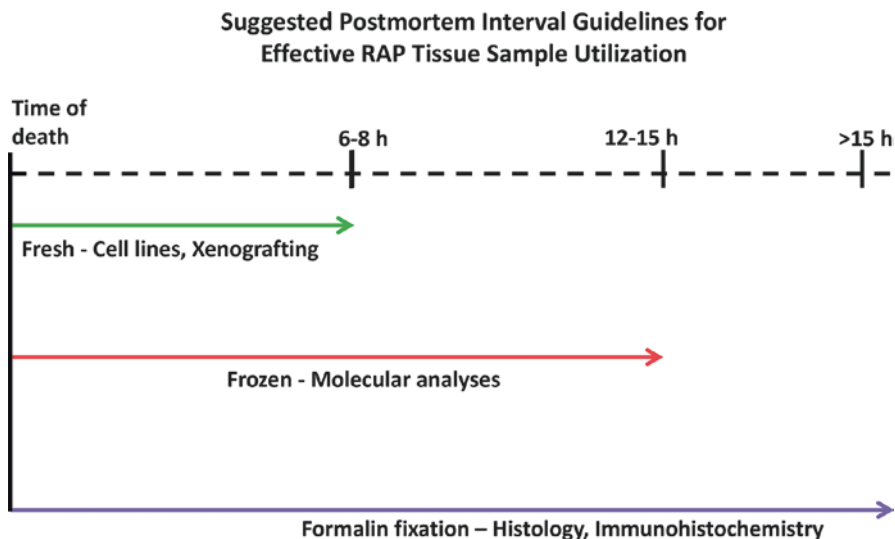 Suggested Postmortem Interval Guidelines for
Effective RAP Tissue Sample Utilization
Time of
death
6-8 h
12-15 h
>15 h
Fresh - Cell lines, Xenografting
Frozen - Molecular analyses
Formalin fixation – Histology, Immunohistochemistry